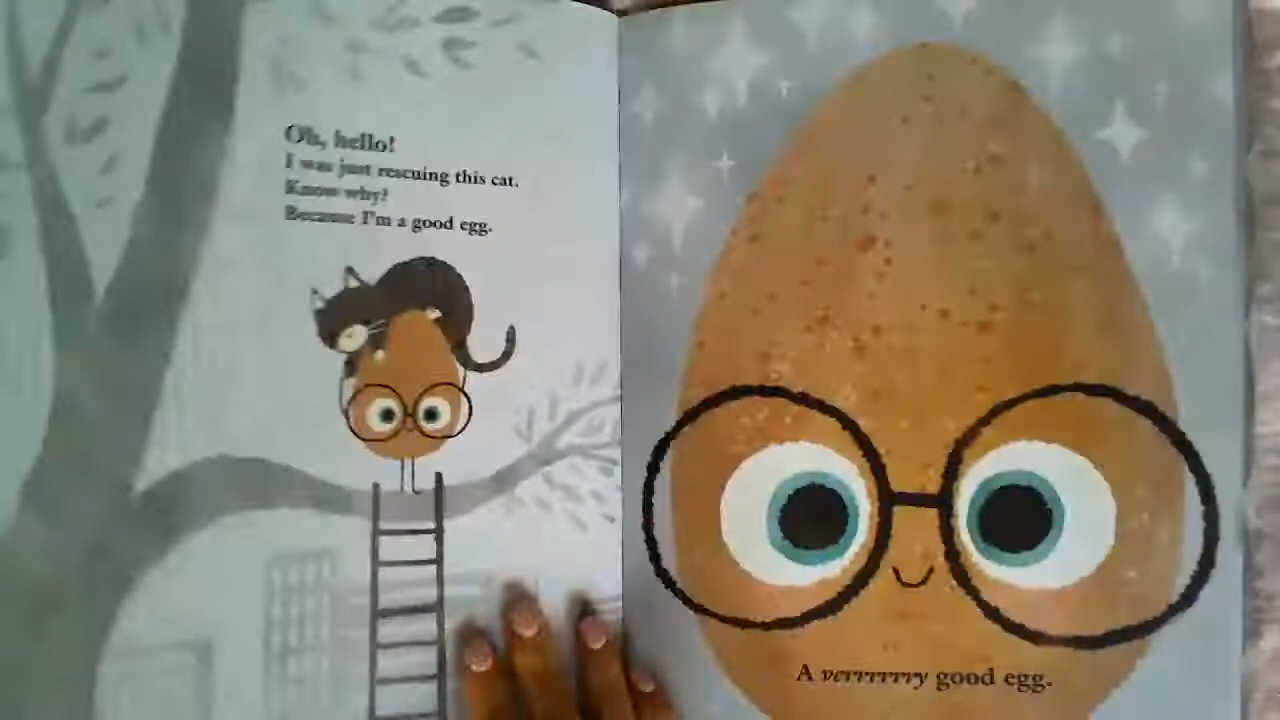 Oh, hello!
I was just rescuing this cat.
Know why?
Because I'm a good egg.
A verrrrrry good egg.